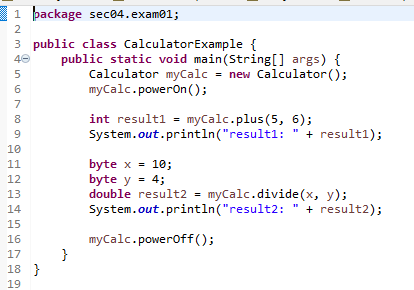 1 package sec04.exam01;
2
3 public class CalculatorExample {
4     public static void main(String[] args) {
5         Calculator myCalc = new Calculator();
6         myCalc.powerOn();
7
8         int result1 = myCalc.plus(5, 6);
9         System.out.println("result1: " + result1);
10
11         byte x = 10;
12         byte y = 4;
13         double result2 = myCalc.divide(x, y);
14         System.out.println("result2: " + result2);
15
16         myCalc.powerOff();
17     }
18 }
19